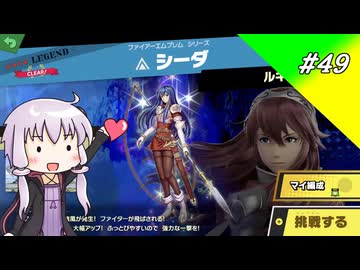 LEGEND
CLEAR!
ファイアーエムブレム シリーズ
シーダ
#49
ルキ
マイ編成
挑戦する
風が発生! ファイターが飛ばされる!
大幅アップ! ふっとびやすいので 強力な一撃を!